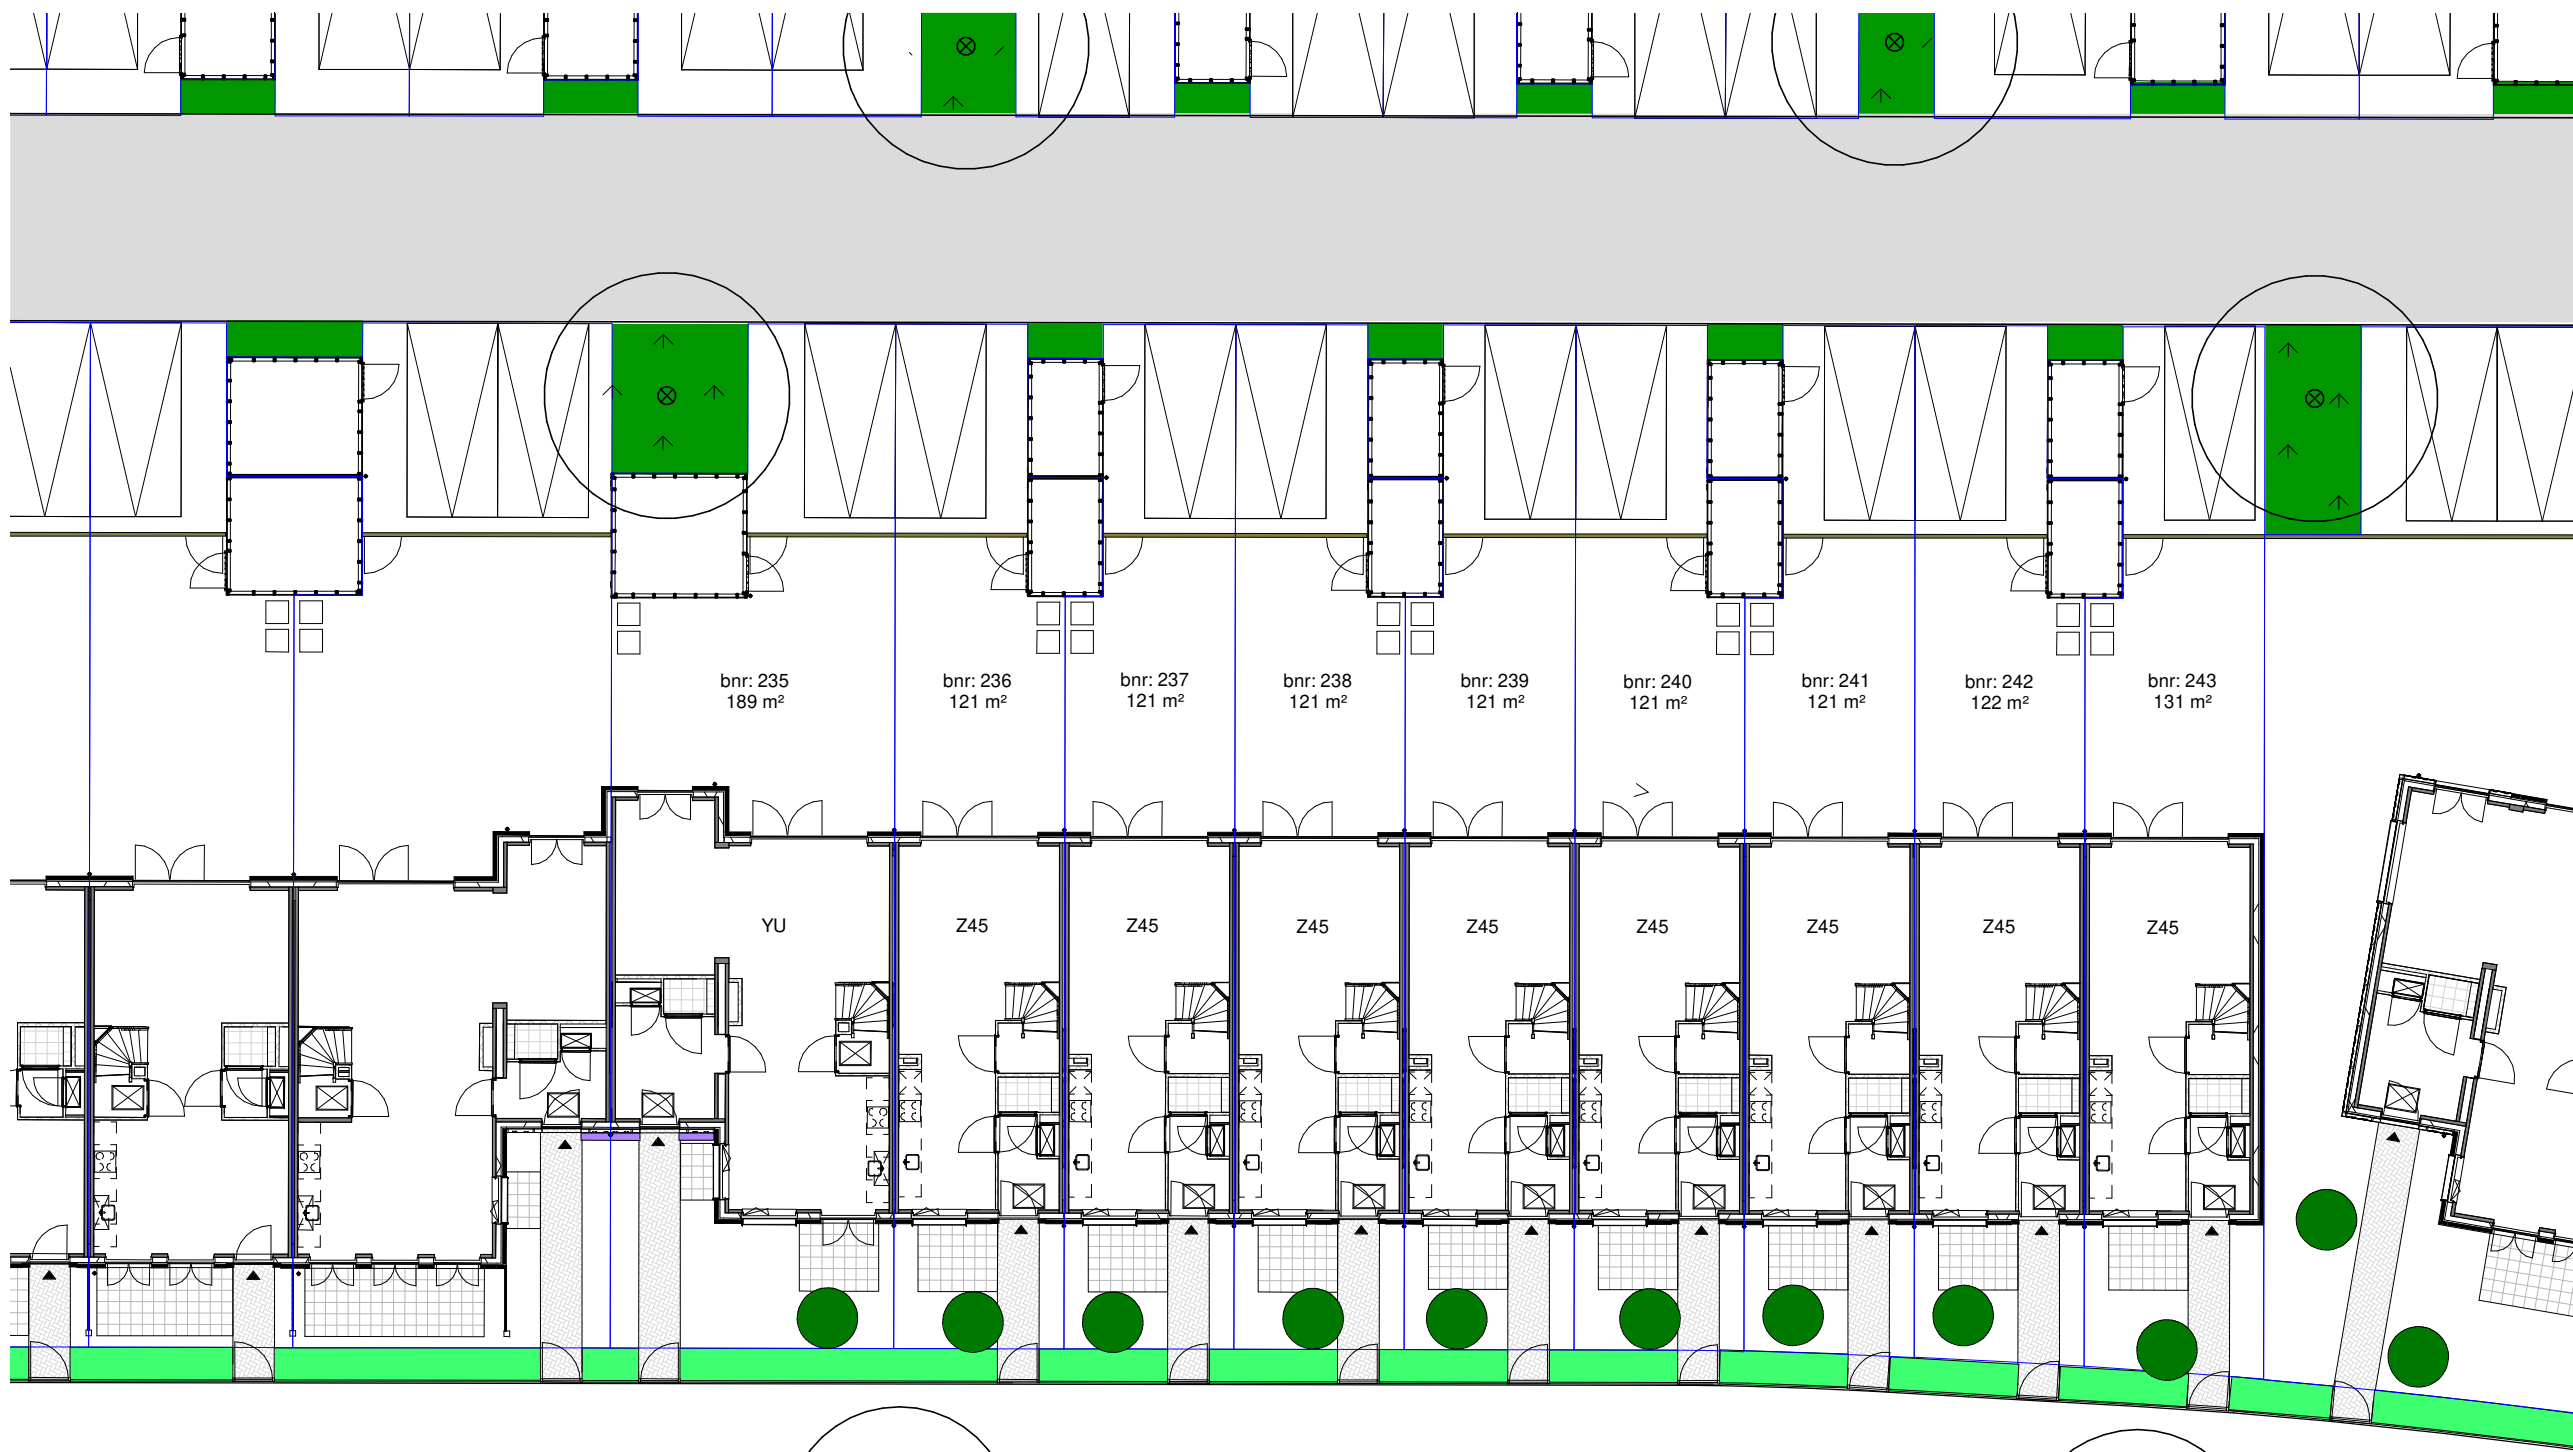 bnr: 235
189 m²
bnr: 236
121 m²
bnr: 237
121 m²
bnr: 238
121 m²
bnr: 239
121 m²
bnr: 240
121 m²
bnr: 241
121 m²
bnr: 242
122 m²
bnr: 243
131 m²
YU
Z45
Z45
Z45
Z45
Z45
Z45
Z45
Z45